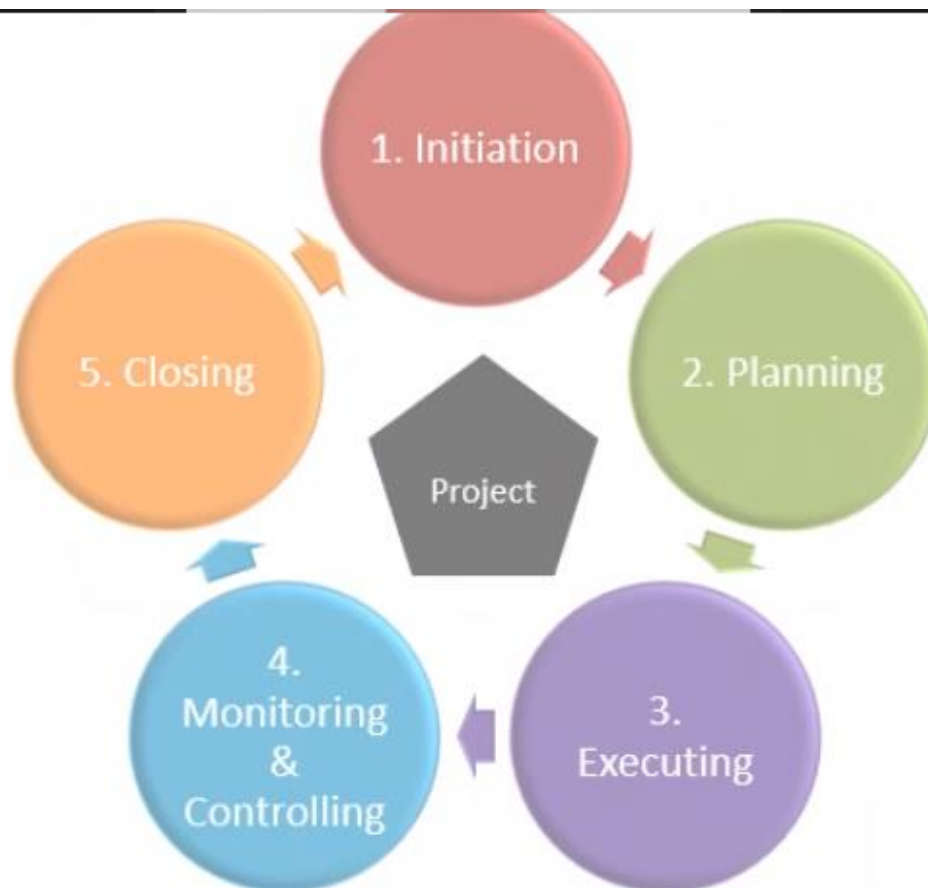 1. Initiation
2. Planning
3.
Executing
4.
Monitoring
&
Controlling
5. Closing
Project